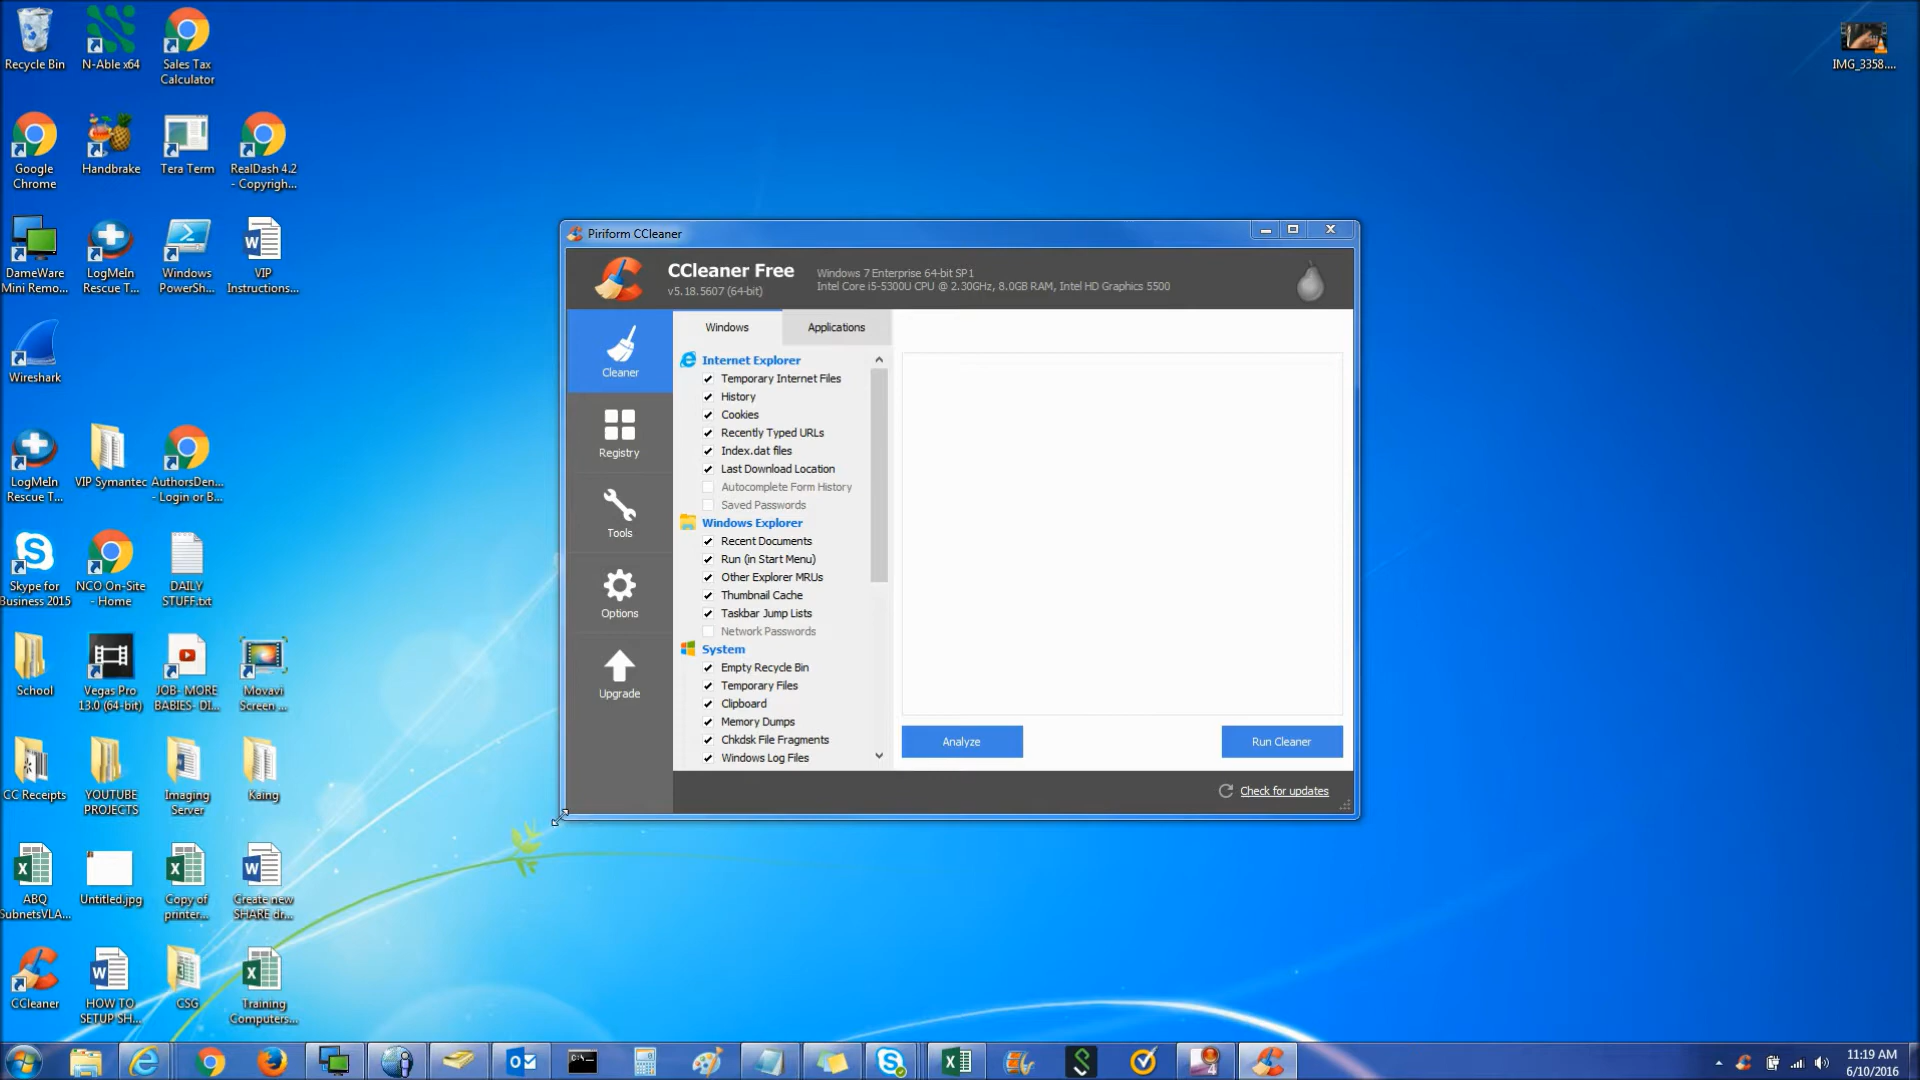 Recycle Bin
N-Able x64
Sales Tax
Calculator
IMG_3358....
Google
Chrome
Handbrake
Tera Term
RealDash 4.2
- Copyrigh...
DameWare
Mini Remo...
LogMeIn
Rescue T...
Windows
PowerSh...
VIP
Instructions...
Wireshark
LogMeIn
Rescue T...
VIP Symantec
AuthorsDen...
- Login or B...
Skype for
Business 2015
NCO On-Site
- Home
DAILY
STUFF.txt
School
Vegas Pro
13.0 (64-bit)
JOB- MORE
BABIES- DI...
Movavi
Screen ...
CC Receipts
YOUTUBE
PROJECTS
Imaging
Server
Kaing
ABQ
SubnetsVLA...
Untitled.jpg
Copy of
printer...
Create new
SHARE dr...
CCleaner
HOW TO
SETUP SH...
CSG
Training
Computers...
Piriform CCleaner
CCleaner Free
v5.18.5607 (64-bit)
Windows 7 Enterprise 64-bit SP1
Intel Core i5-5300U CPU @ 2.30GHz, 8.0GB RAM, Intel HD Graphics 5500
Cleaner
Registry
Tools
Options
Upgrade
Windows
Applications
Internet Explorer
Temporary Internet Files
History
Cookies
Recently Typed URLs
Index.dat files
Last Download Location
Autocomplete Form History
Saved Passwords
Windows Explorer
Recent Documents
Run (in Start Menu)
Other Explorer MRUs
Thumbnail Cache
Taskbar Jump Lists
Network Passwords
System
Empty Recycle Bin
Temporary Files
Clipboard
Memory Dumps
Chkdsk File Fragments
Windows Log Files
Analyze
Run Cleaner
Check for updates
11:19 AM
6/10/2016